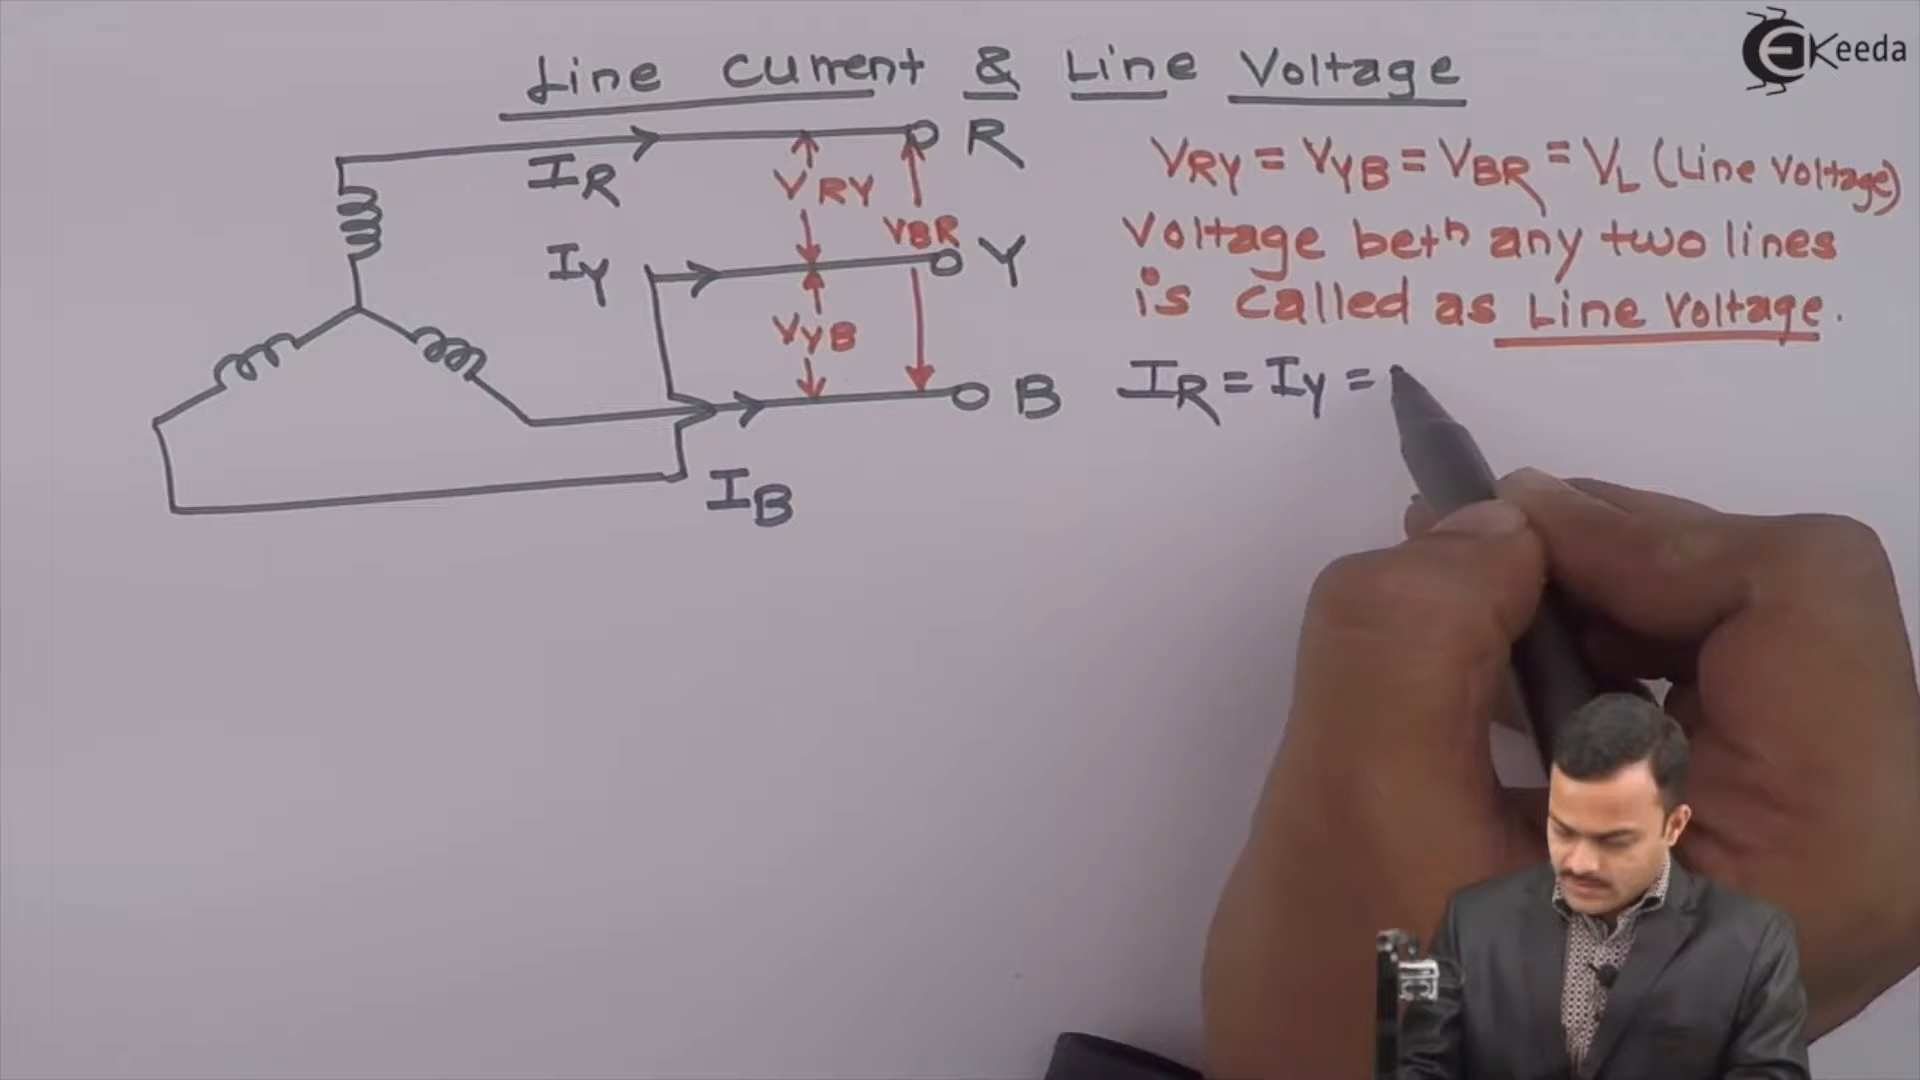 Line Current & Line Voltage
EKeeda
R
IR
VRY
VBR
IY
Y
VYB
B
IB
VRY = VYB = VBR = VL (Line Voltage)
Voltage betn any two lines
is called as Line Voltage.
IR = IY =